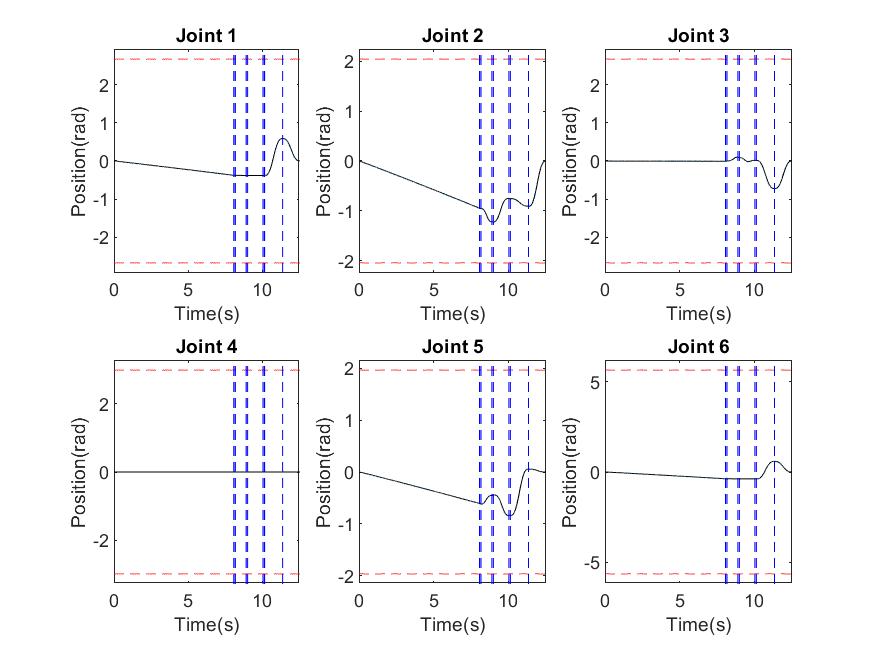 Joint 1
Joint 2
Joint 3
Position(rad)
2
1
0
-1
-2
0
5
10
Time(s)
Position(rad)
2
1
0
-1
-2
0
5
10
Time(s)
Position(rad)
2
1
0
-1
-2
0
5
10
Time(s)
Joint 4
Joint 5
Joint 6
Position(rad)
2
0
-2
0
5
10
Time(s)
Position(rad)
2
1
0
-1
-2
0
5
10
Time(s)
Position(rad)
5
0
-5
0
5
10
Time(s)